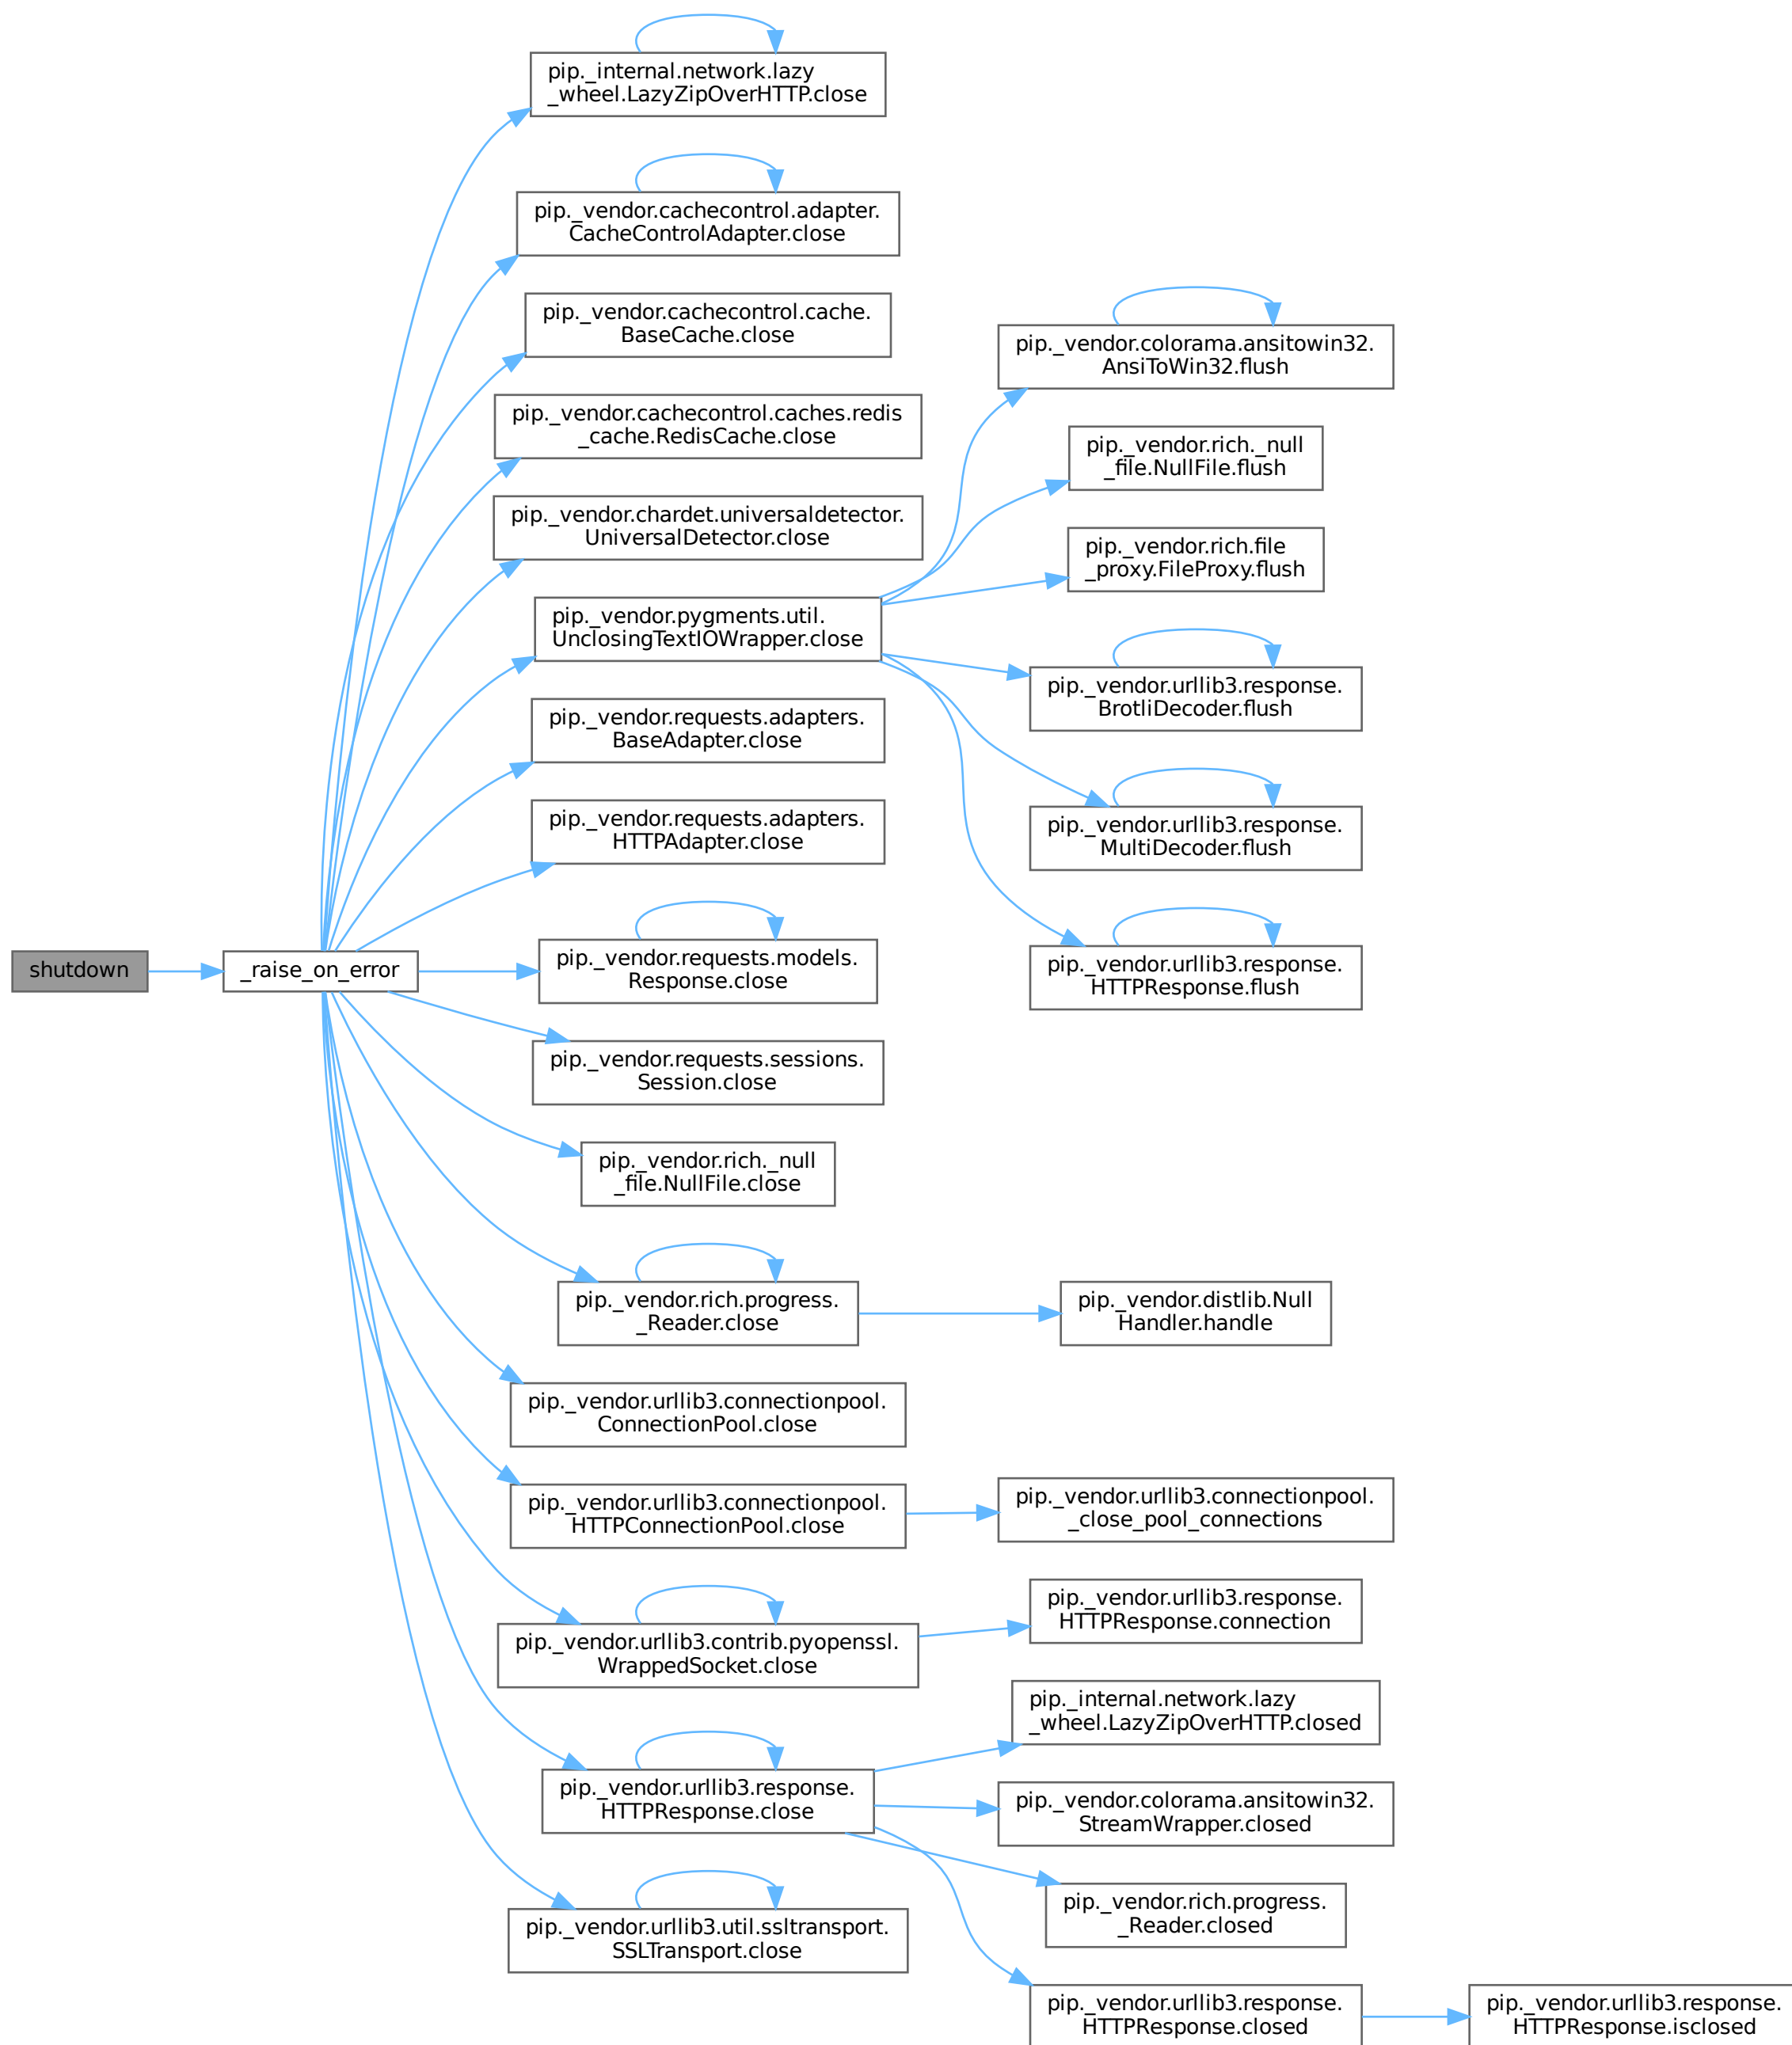 shutdown
_raise_on_error
pip._internal.network.lazy
_wheel.LazyZipOverHTTP.close
pip._vendor.cachecontrol.adapter.
CacheControlAdapter.close
pip._vendor.cachecontrol.cache.
BaseCache.close
pip._vendor.cachecontrol.caches.redis
_cache.RedisCache.close
pip._vendor.chardet.universaldetector.
UniversalDetector.close
pip._vendor.pygments.util.
UnclosingTextIOWrapper.close
pip._vendor.requests.adapters.
BaseAdapter.close
pip._vendor.requests.adapters.
HTTPAdapter.close
pip._vendor.requests.models.
Response.close
pip._vendor.requests.sessions.
Session.close
pip._vendor.rich._null
_file.NullFile.close
pip._vendor.rich.progress.
_Reader.close
pip._vendor.urllib3.connectionpool.
ConnectionPool.close
pip._vendor.urllib3.connectionpool.
HTTPConnectionPool.close
pip._vendor.urllib3.contrib.pyopenssl.
WrappedSocket.close
pip._vendor.urllib3.response.
HTTPResponse.close
pip._vendor.urllib3.util.ssltransport.
SSLTransport.close
pip._vendor.colorama.ansitowin32.
AnsiToWin32.flush
pip._vendor.rich._null
_file.NullFile.flush
pip._vendor.rich.file
_proxy.FileProxy.flush
pip._vendor.urllib3.response.
BrotliDecoder.flush
pip._vendor.urllib3.response.
MultiDecoder.flush
pip._vendor.urllib3.response.
HTTPResponse.flush
pip._vendor.distlib.Null
Handler.handle
pip._vendor.urllib3.connectionpool.
_close_pool_connections
pip._vendor.urllib3.response.
HTTPResponse.connection
pip._internal.network.lazy
_wheel.LazyZipOverHTTP.closed
pip._vendor.colorama.ansitowin32.
StreamWrapper.closed
pip._vendor.rich.progress.
_Reader.closed
pip._vendor.urllib3.response.
HTTPResponse.closed
pip._vendor.urllib3.response.
HTTPResponse.isclosed